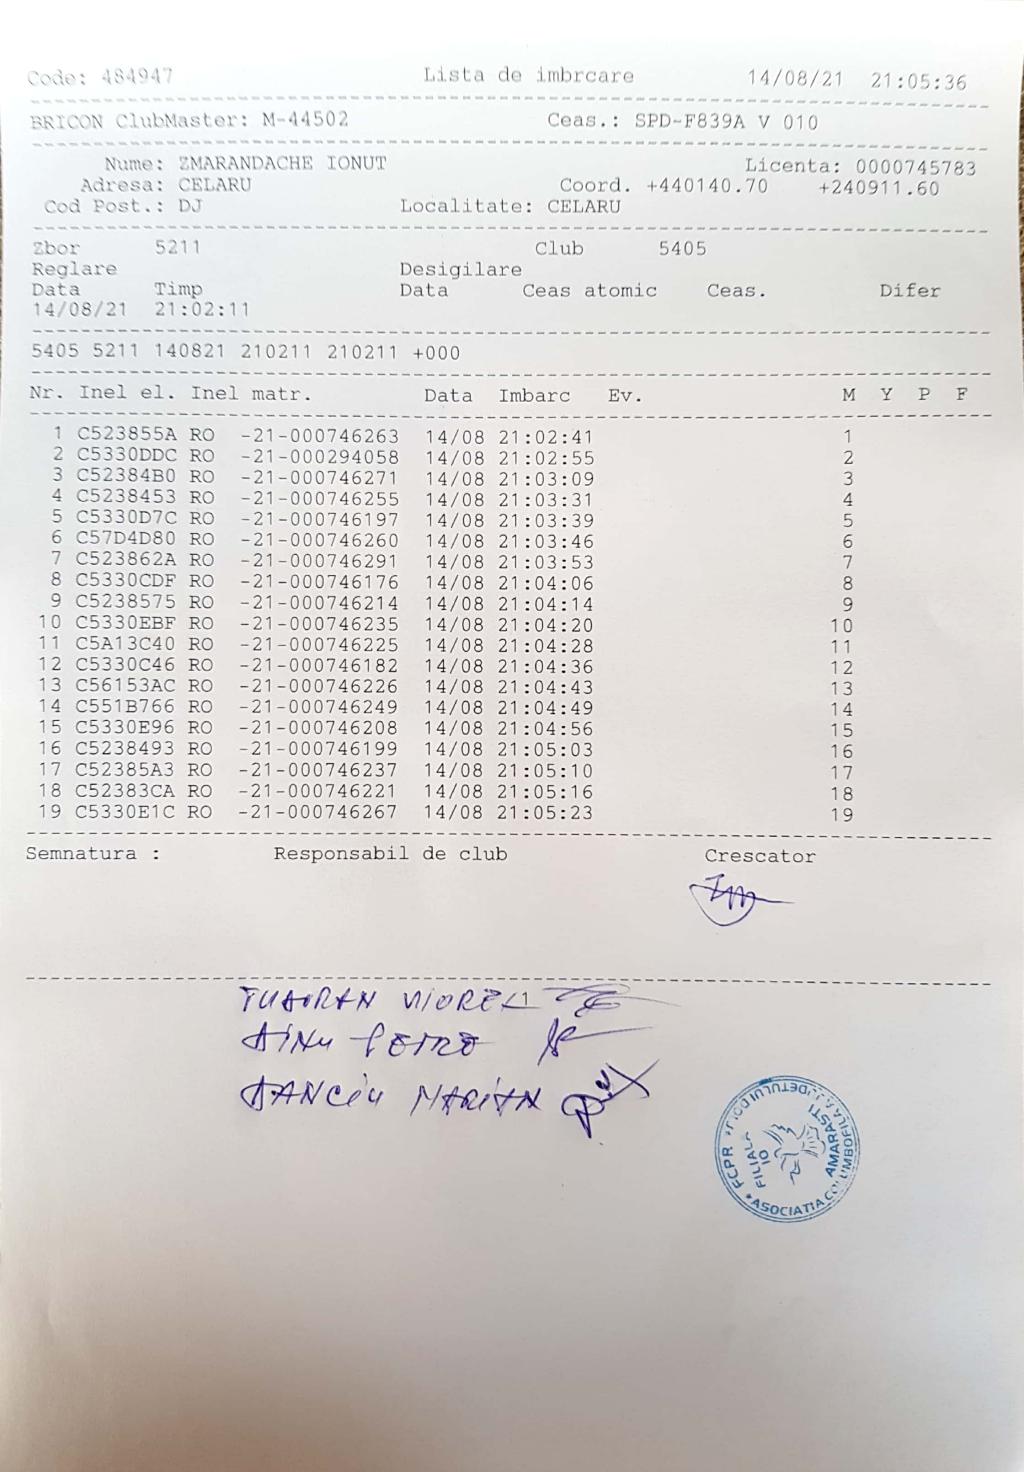 Code: 484947 Lista de imbrcare 14/08/21 21:05:36
BRICON ClubMaster: M-44502 Ceas.: SPD-F839A V 010
Nume: ZMARANDACHE IONUT Licenta: 0000745783
Adresa: CELARU Coord. +440140.70 +240911.60
Cod Post.: DJ Localitate: CELARU
Zbor 5211 Club 5405
Reglare Desigilare
Data Timp Data Ceas atomic Ceas. Difer
14/08/21 21:02:11
5405 5211 140821 210211 210211 +000
Nr. Inel el. Inel matr. Data Imbarc Ev. M Y P F
1 C523855A RO -21-000746263 14/08 21:02:41 1
2 C5330DDC RO -21-000294058 14/08 21:02:55 2
3 C52384B0 RO -21-000746271 14/08 21:03:09 3
4 C5238453 RO -21-000746255 14/08 21:03:31 4
5 C5330D7C RO -21-000746197 14/08 21:03:39 5
6 C57D4D80 RO -21-000746260 14/08 21:03:46 6
7 C523862A RO -21-000746291 14/08 21:03:53 7
8 C5330CDF RO -21-000746176 14/08 21:04:06 8
9 C5238575 RO -21-000746214 14/08 21:04:14 9
10 C5330EBF RO -21-000746235 14/08 21:04:20 10
11 C5A13C40 RO -21-000746225 14/08 21:04:28 11
12 C5330C46 RO -21-000746182 14/08 21:04:36 12
13 C56153AC RO -21-000746226 14/08 21:04:43 13
14 C551B766 RO -21-000746249 14/08 21:04:49 14
15 C5330E96 RO -21-000746208 14/08 21:04:56 15
16 C5238493 RO -21-000746199 14/08 21:05:03 16
17 C52385A3 RO -21-000746237 14/08 21:05:10 17
18 C52383CA RO -21-000746221 14/08 21:05:16 18
19 C5330E1C RO -21-000746267 14/08 21:05:23 19
Semnatura : Responsabil de club Crescator
VIOREL 1
DINU PETRE
DANCIU MARIAN
FCPR
FILIALA
10
AMARASTI
ASOCIATIA